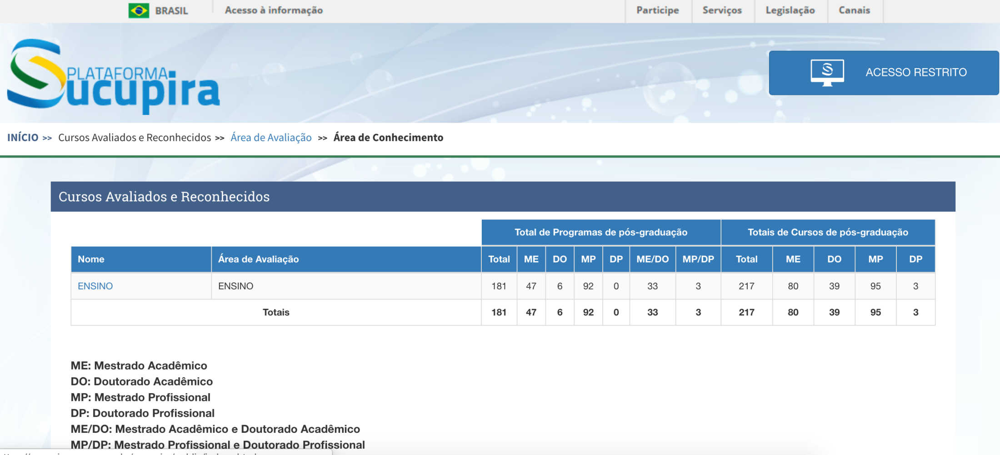 BRASIL Acesso à informação Participe Serviços Legislação Canais
PLATAFORMA
Sucupira
ACESSO RESTRITO
INÍCIO >> Cursos Avaliados e Reconhecidos >> Área de Avaliação >> Área de Conhecimento
Cursos Avaliados e Reconhecidos
Total de Programas de pós-graduação Totais de Cursos de pós-graduação
Nome Área de Avaliação Total ME DO MP DP ME/DO MP/DP Total ME DO MP DP
ENSINO ENSINO 181 47 6 92 0 33 3 217 80 39 95 3
Totais 181 47 6 92 0 33 3 217 80 39 95 3
ME: Mestrado Acadêmico
DO: Doutorado Acadêmico
MP: Mestrado Profissional
DP: Doutorado Profissional
ME/DO: Mestrado Acadêmico e Doutorado Acadêmico
MP/DP: Mestrado Profissional e Doutorado Profissional